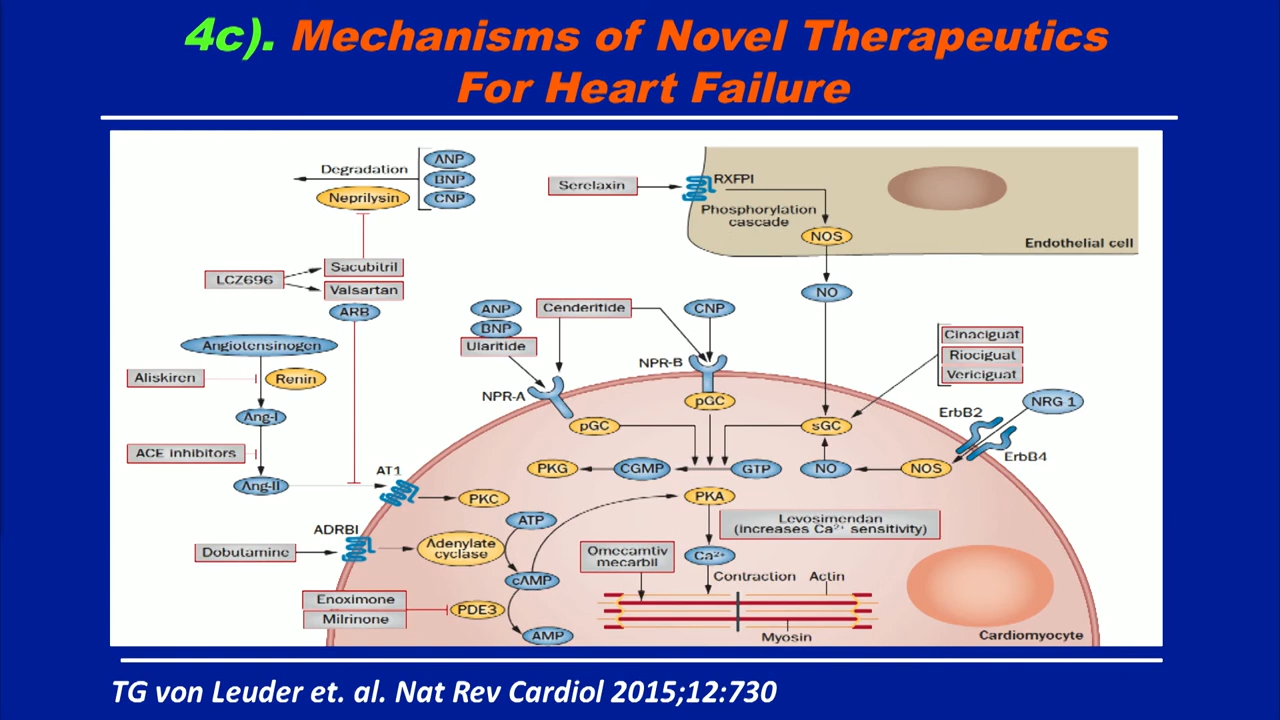 4c). Mechanisms of Novel Therapeutics
For Heart Failure
Degradation
ANP
BNP
CNP
Neprilysin
LCZ696
Sacubitril
Valsartan
ARB
Angiotensinogen
Aliskiren
Renin
Ang-I
ACE inhibitors
Ang-II
AT1
PKC
ADRBI
Dobutamine
Adenylate
cyclase
ATP
cAMP
AMP
Enoximone
Milrinone
PDE3
Serelaxin
RXFPI
Phosphorylation
cascade
NOS
Endothelial cell
NO
ANP
BNP
Ularitide
Cenderitide
CNP
NPR-A
NPR-B
pGC
pGC
sGC
Cinaciguat
Riociguat
Vericiguat
NRG 1
ErbB2
ErbB4
PKG
CGMP
GTP
NO
NOS
PKA
Levosimendan
(increases Ca²⁺ sensitivity)
Ca²⁺
Omecamtiv
mecarbil
Contraction
Actin
Myosin
Cardiomyocyte
TG von Leuder et. al. Nat Rev Cardiol 2015;12:730